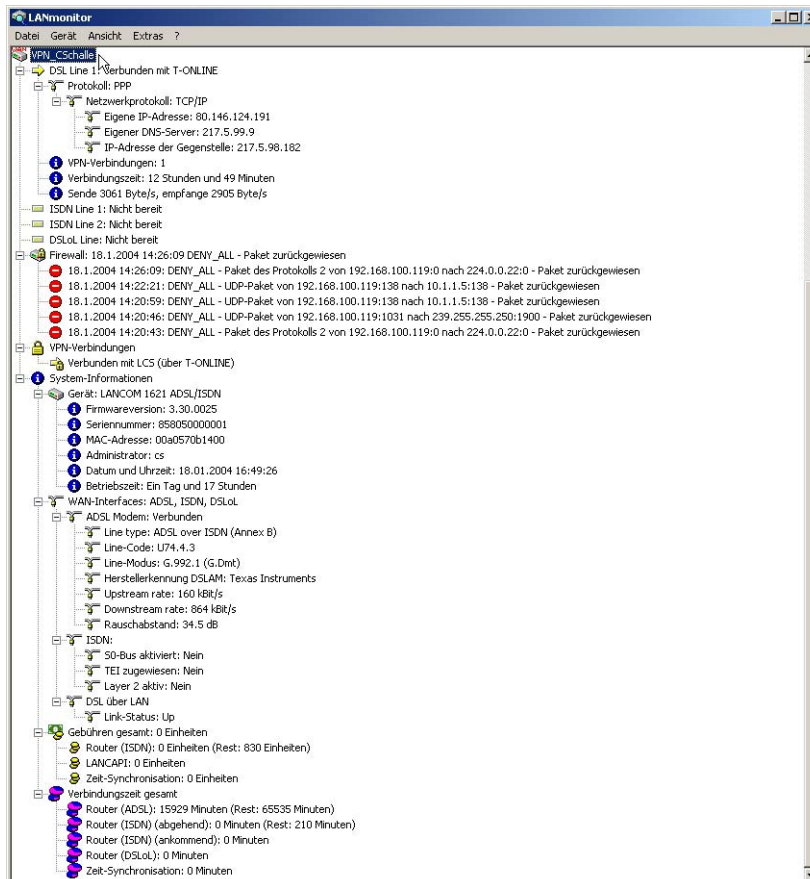 LANmonitor
Datei Gerät Ansicht Extras ?
VPN_CSchalle
DSL Line 1: Verbunden mit T-ONLINE
Protokoll: PPP
Netzwerkprotokoll: TCP/IP
Eigene IP-Adresse: 80.146.124.191
Eigener DNS-Server: 217.5.99.9
IP-Adresse der Gegenstelle: 217.5.98.182
VPN-Verbindungen: 1
Verbindungszeit: 12 Stunden und 49 Minuten
Sende 3061 Byte/s, empfange 2905 Byte/s
ISDN Line 1: Nicht bereit
ISDN Line 2: Nicht bereit
DSLoL Line: Nicht bereit
Firewall: 18.1.2004 14:26:09 DENY_ALL - Paket zurückgewiesen
18.1.2004 14:26:09: DENY_ALL - Paket des Protokolls 2 von 192.168.100.119:0 nach 224.0.0.22:0 - Paket zurückgewiesen
18.1.2004 14:22:21: DENY_ALL - UDP-Paket von 192.168.100.119:138 nach 10.1.1.5:138 - Paket zurückgewiesen
18.1.2004 14:20:59: DENY_ALL - UDP-Paket von 192.168.100.119:138 nach 10.1.1.5:138 - Paket zurückgewiesen
18.1.2004 14:20:46: DENY_ALL - UDP-Paket von 192.168.100.119:1031 nach 239.255.255.250:1900 - Paket zurückgewiesen
18.1.2004 14:20:43: DENY_ALL - Paket des Protokolls 2 von 192.168.100.119:0 nach 224.0.0.22:0 - Paket zurückgewiesen
VPN-Verbindungen
Verbunden mit LCS (über T-ONLINE)
System-Informationen
Gerät: LANCOM 1621 ADSL/ISDN
Firmwareversion: 3.30.0025
Seriennummer: 858050000001
MAC-Adresse: 00a0570b1400
Administrator: cs
Datum und Uhrzeit: 18.01.2004 16:49:26
Betriebszeit: Ein Tag und 17 Stunden
WAN-Interfaces: ADSL, ISDN, DSLoL
ADSL Modem: Verbunden
Line type: ADSL over ISDN (Annex B)
Line-Code: U74.4.3
Line-Modus: G.992.1 (G.Dmt)
Herstellerkennung DSLAM: Texas Instruments
Upstream rate: 160 kBit/s
Downstream rate: 864 kBit/s
Rauschabstand: 34.5 dB
ISDN:
S0-Bus aktiviert: Nein
TEI zugewiesen: Nein
Layer 2 aktiv: Nein
DSL über LAN
Link-Status: Up
Gebühren gesamt: 0 Einheiten
Router (ISDN): 0 Einheiten (Rest: 830 Einheiten)
LANCAPI: 0 Einheiten
Zeit-Synchronisation: 0 Einheiten
Verbindungszeit gesamt
Router (ADSL): 15929 Minuten (Rest: 65535 Minuten)
Router (ISDN) (abgehend): 0 Minuten (Rest: 210 Minuten)
Router (ISDN) (ankommend): 0 Minuten
Router (DSLoL): 0 Minuten
Zeit-Synchronisation: 0 Minuten